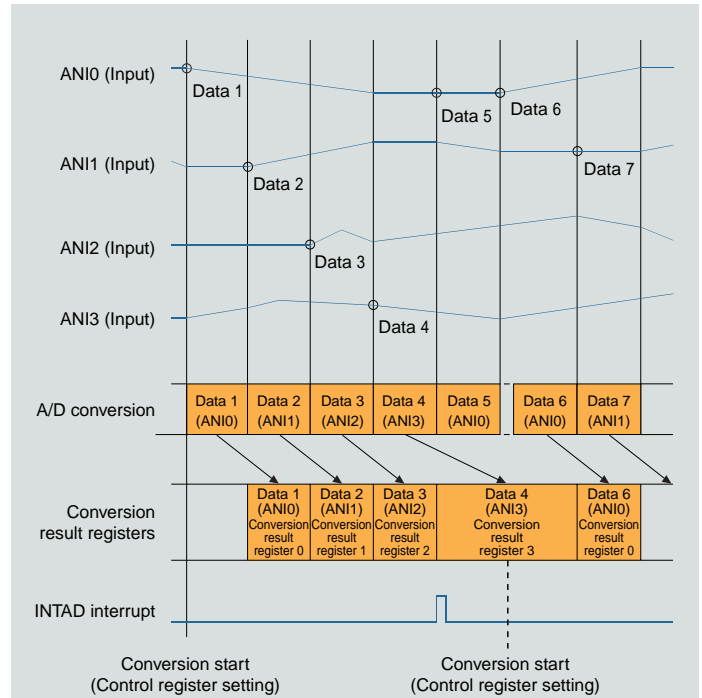 ANI0 (Input)
Data 1
Data 5
Data 6
ANI1 (Input)
Data 2
Data 7
ANI2 (Input)
Data 3
ANI3 (Input)
Data 4
A/D conversion
Data 1
(ANI0)
Data 2
(ANI1)
Data 3
(ANI2)
Data 4
(ANI3)
Data 5
(ANI0)
Data 6
(ANI0)
Data 7
(ANI1)
Conversion
result registers
Data 1
(ANI0)
Conversion
result
register 0
Data 2
(ANI1)
Conversion
result
register 1
Data 3
(ANI2)
Conversion
result
register 2
Data 4
(ANI3)
Conversion
result
register 3
Data 6
(ANI0)
Conversion
result
register 0
INTAD interrupt
Conversion start
(Control register setting)
Conversion start
(Control register setting)